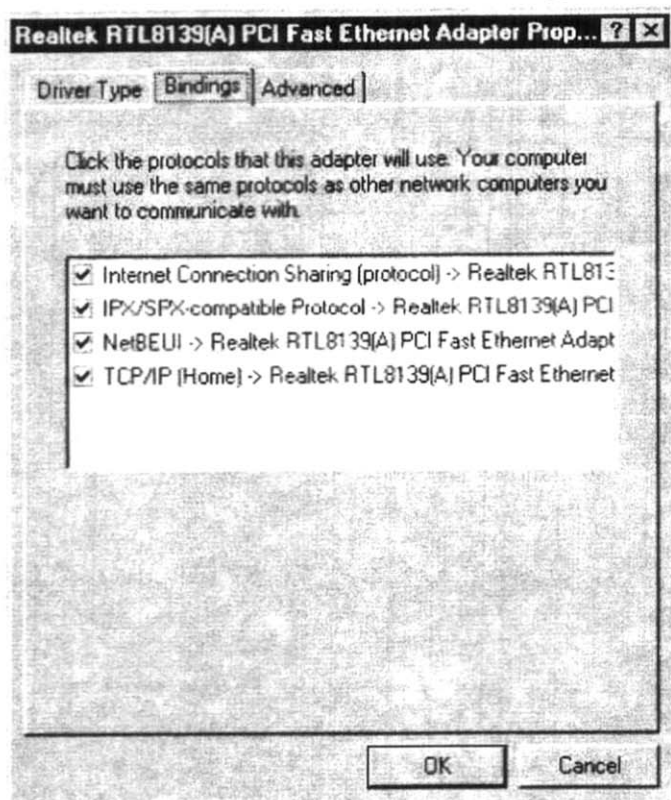 Realtek RTL8139(A) PCI Fast Ethernet Adapter Prop...
Driver Type Bindings Advanced
Click the protocols that this adapter will use. Your computer
must use the same protocols as other network computers you
want to communicate with.
Internet Connection Sharing (protocol) -> Realtek RTL813
IPX/SPX-compatible Protocol -> Realtek RTL8139(A) PCI
NetBEUI -> Realtek RTL8139(A) PCI Fast Ethernet Adapt
TCP/IP (Home) -> Realtek RTL8139(A) PCI Fast Ethernet
OK Cancel